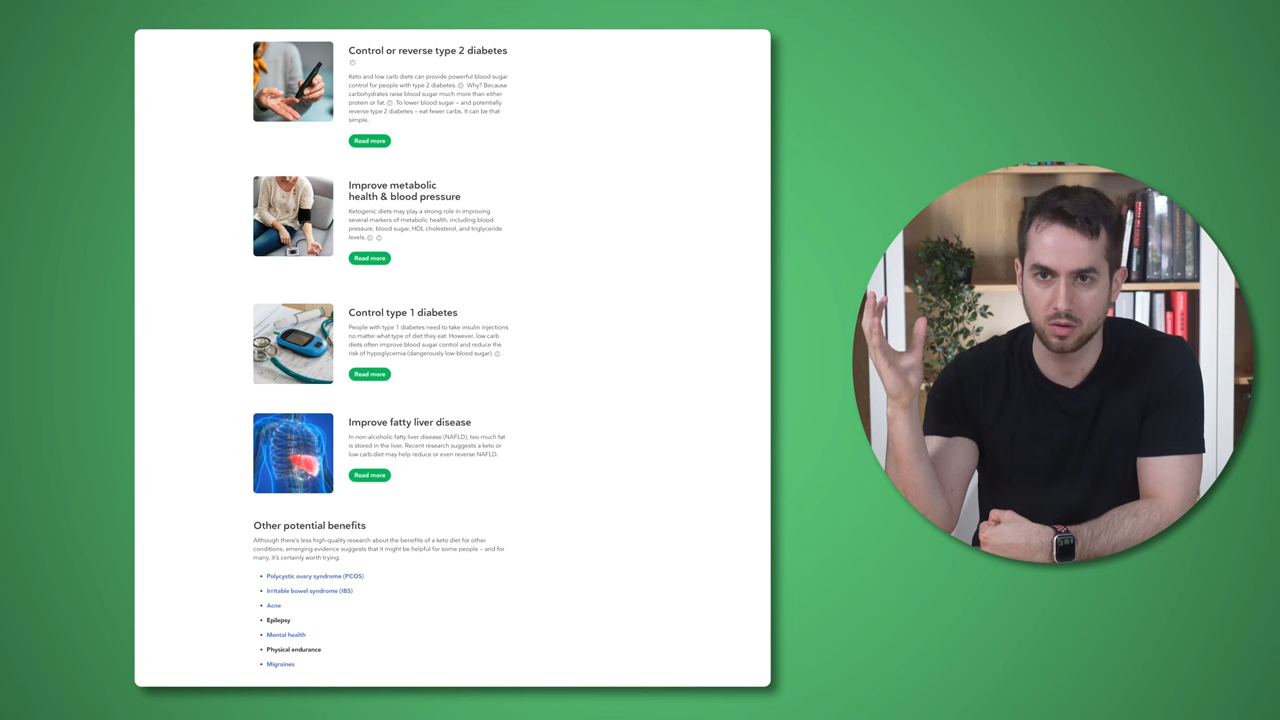 Control or reverse type 2 diabetes
Keto and low carb diets can provide powerful blood sugar
control for people with type 2 diabetes. Why? Because
carbohydrates raise blood sugar much more than either
protein or fat. To lower blood sugar – and potentially
reverse type 2 diabetes – eat fewer carbs. It can be that
simple.
Read more
Improve metabolic
health & blood pressure
Ketogenic diets may play a strong role in improving
several markers of metabolic health, including blood
pressure, blood sugar, HDL cholesterol, and triglyceride
levels.
Read more
Control type 1 diabetes
People with type 1 diabetes need to take insulin injections
no matter what type of diet they eat. However, low carb
diets often improve blood sugar control and reduce the
risk of hypoglycemia (dangerously low blood sugar).
Read more
Improve fatty liver disease
In non-alcoholic fatty liver disease (NAFLD), too much fat
is stored in the liver. Recent research suggests a keto or
low carb diet may help reduce or even reverse NAFLD.
Read more
Other potential benefits
Although there's less high-quality research about the benefits of a keto diet for other
conditions, emerging evidence suggests that it might be helpful for some people – and for
many, it's certainly worth trying.
• Polycystic ovary syndrome (PCOS)
• Irritable bowel syndrome (IBS)
• Acne
• Epilepsy
• Mental health
• Physical endurance
• Migraines